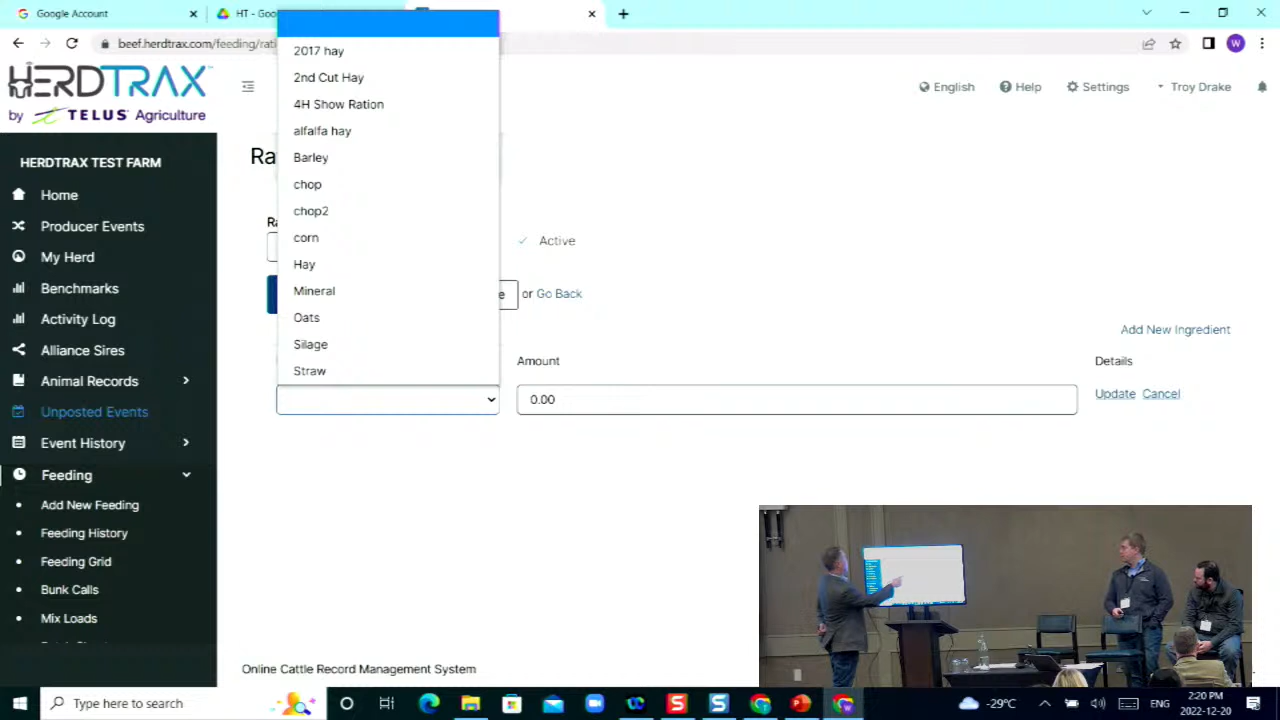 Google Account
HT - Goo
beef.herdtrax.com/feeding/rati
HERDTRAX
by TELUS Agriculture
English
Help
Settings
Troy Drake
HERDTRAX TEST FARM
Home
Producer Events
My Herd
Benchmarks
Activity Log
Alliance Sires
Animal Records
Unposted Events
Event History
Feeding
Add New Feeding
Feeding History
Feeding Grid
Bunk Calls
Mix Loads
Ra
Ra
2017 hay
2nd Cut Hay
4H Show Ration
alfalfa hay
Barley
chop
chop2
corn
Hay
Mineral
Oats
Silage
Straw
Active
e or Go Back
Add New Ingredient
Amount
Details
0.00
Update Cancel
Online Cattle Record Management System
Type here to search
-29°C
ENG
2:20 PM
2022-12-20
W